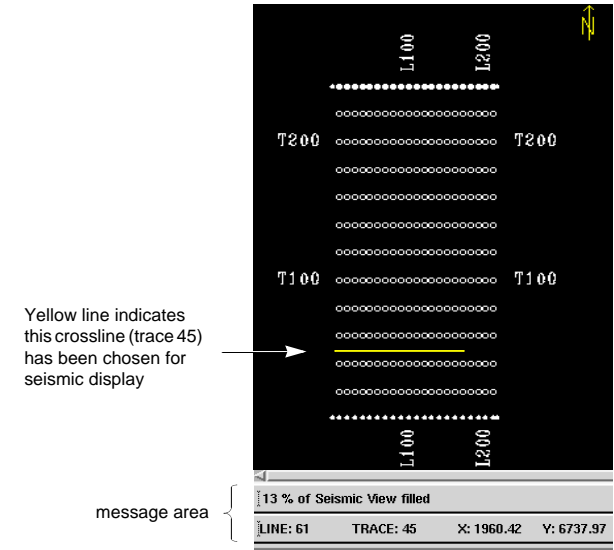 N
L100 L200
T200 T200
T100 T100
Yellow line indicates
this crossline (trace 45)
has been chosen for
seismic display
L100 L200
message area
13 % of Seismic View filled
LINE: 61 TRACE: 45 X: 1960.42 Y: 6737.97